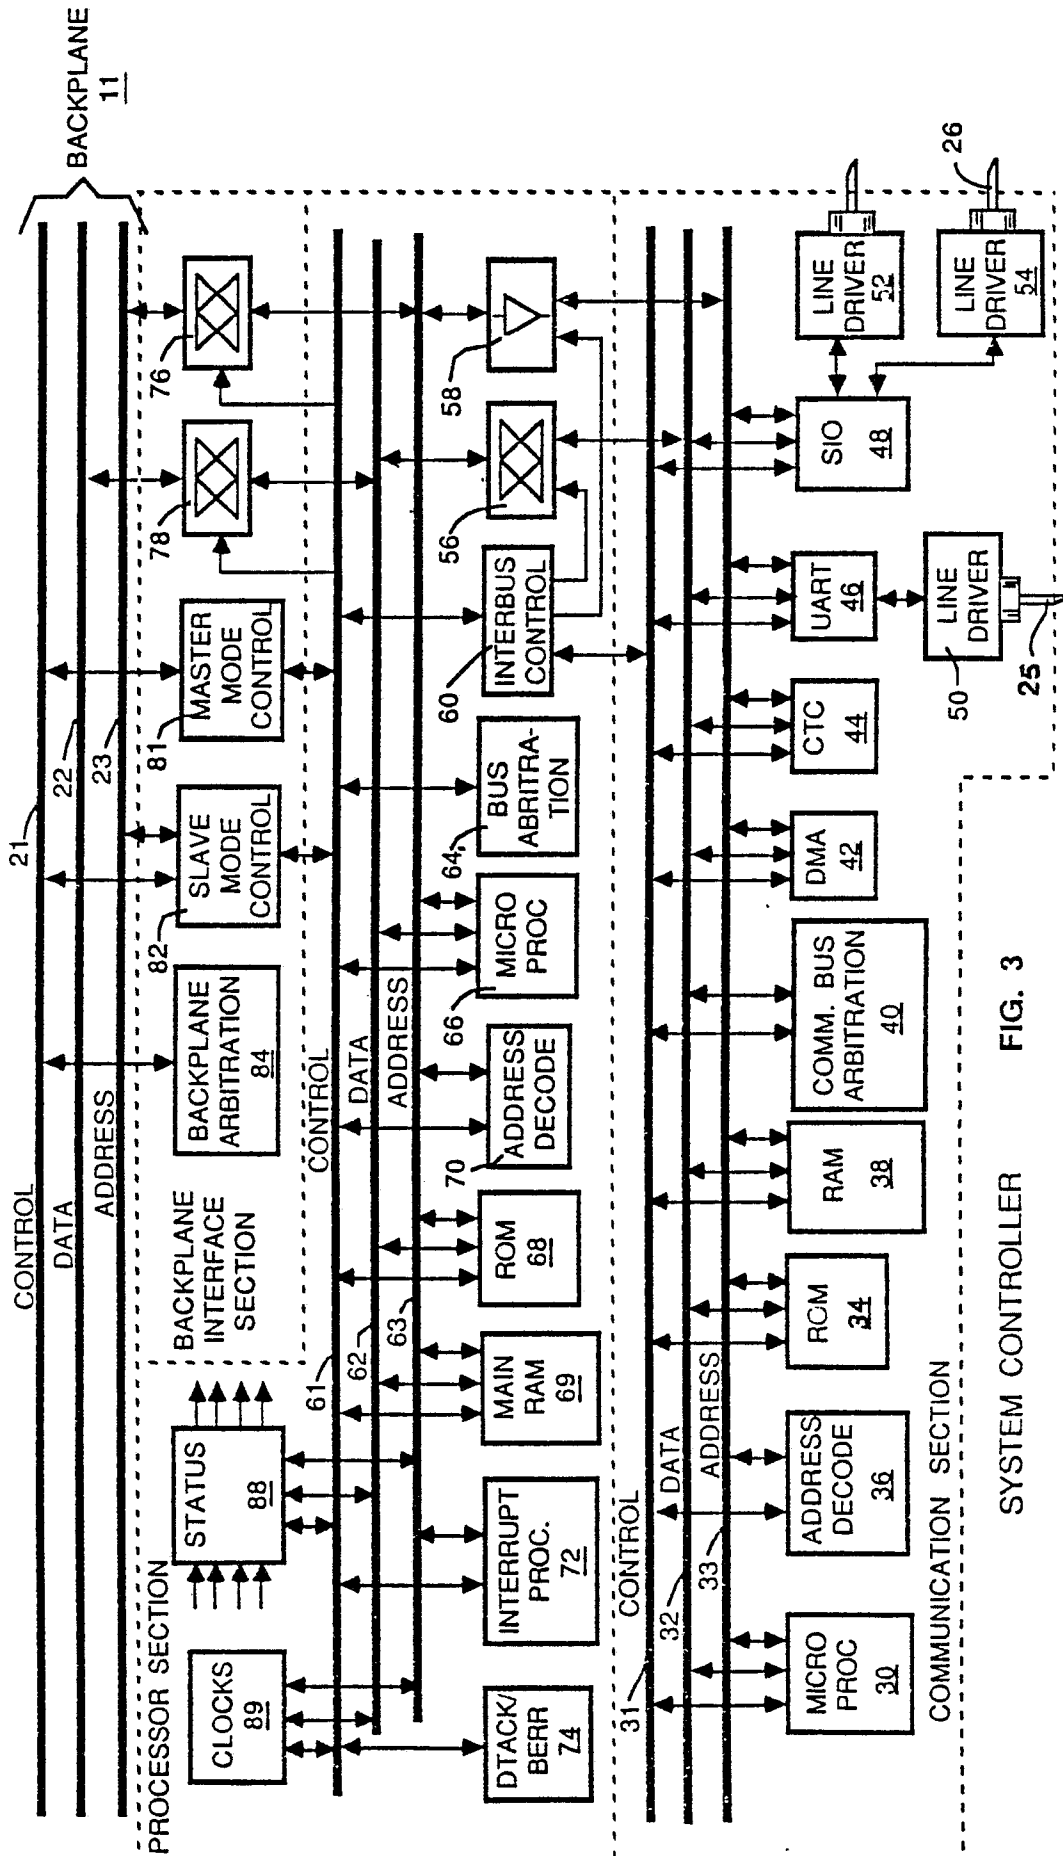 BACKPLANE
11
CONTROL
21
DATA
22
ADDRESS
23
PROCESSOR SECTION
CLOCKS
89
STATUS
88
BACKPLANE
INTERFACE
SECTION
BACKPLANE
ARBITRATION
84
82
SLAVE
MODE
CONTROL
81
MASTER
MODE
CONTROL
78
76
61
CONTROL
62
DATA
63
ADDRESS
DTACK/
BERR
74
INTERRUPT
PROC.
72
MAIN
RAM
69
ROM
68
70
ADDRESS
DECODE
66
MICRO
PROC
64
BUS
ABRITRA-
TION
60
INTERBUS
CONTROL
56
58
31
CONTROL
32
DATA
33
ADDRESS
MICRO
PROC
30
ADDRESS
DECODE
36
ROM
34
RAM
38
COMM. BUS
ARBITRATION
40
DMA
42
CTC
44
UART
46
SIO
48
LINE
DRIVER
52
LINE
DRIVER
54
26
50
LINE
DRIVER
25
COMMUNICATION SECTION
SYSTEM CONTROLLER
FIG. 3